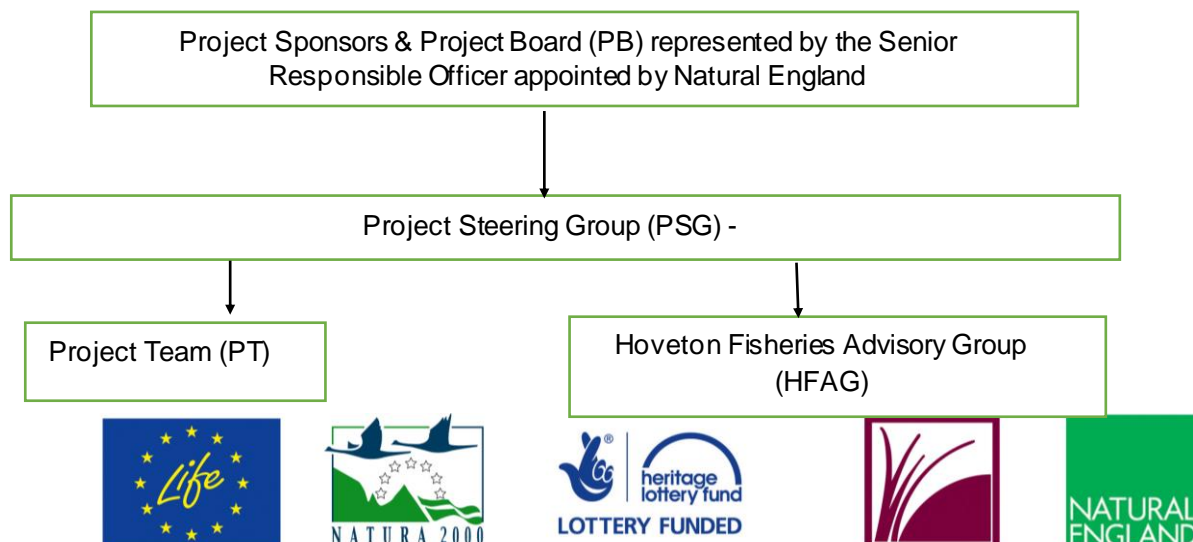 Project Sponsors & Project Board (PB) represented by the Senior
Responsible Officer appointed by Natural England
Project Steering Group (PSG) -
Project Team (PT)
Hoveton Fisheries Advisory Group
(HFAG)
Life
NATURA 2000
®
heritage
lottery fund
LOTTERY FUNDED
NATURAL
ENGLAND